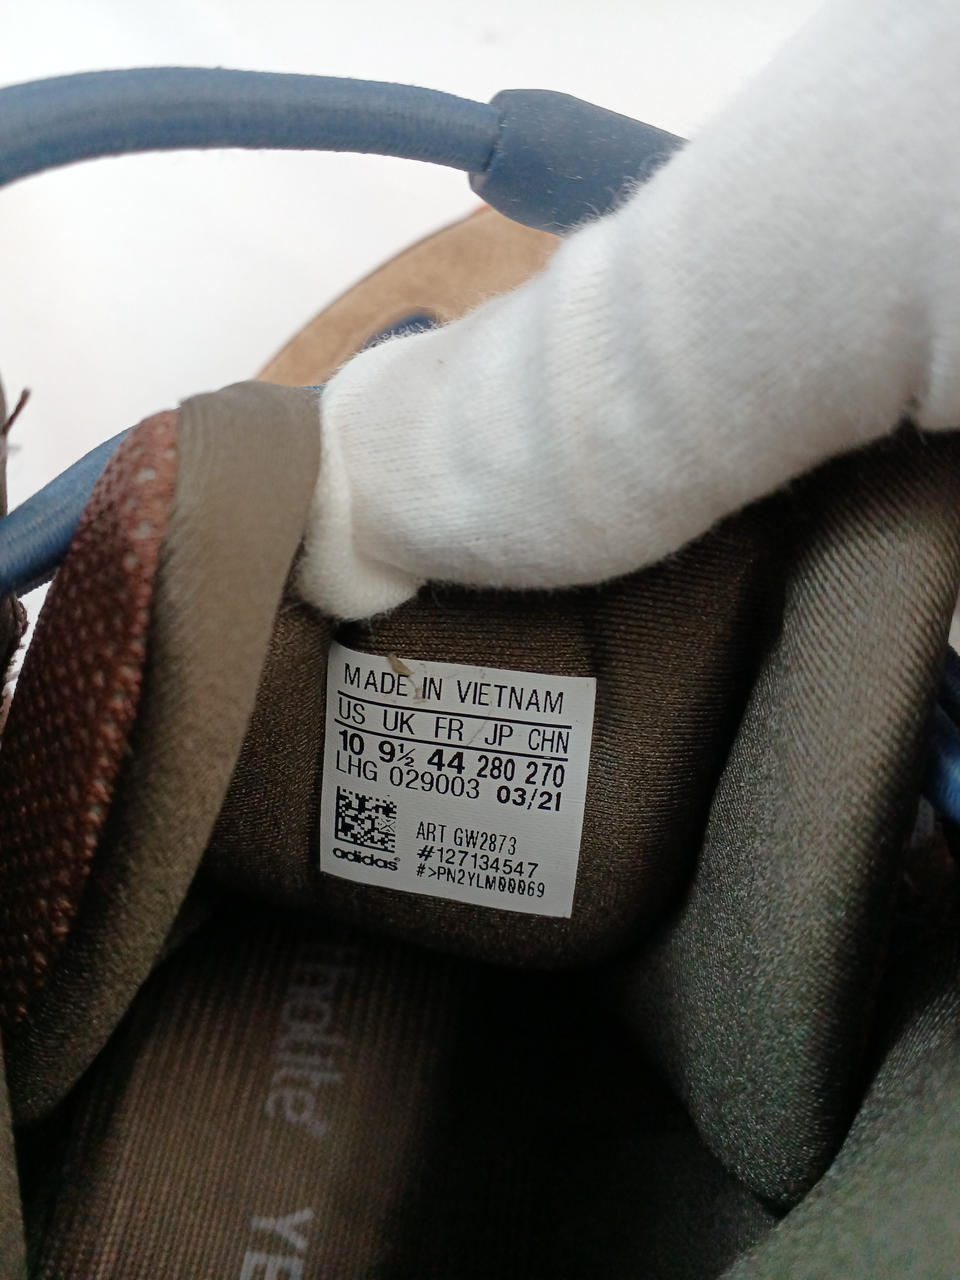 MADE IN VIETNAM
US UK FR JP CHN
10 9½ 44 280 270
LHG 029003 03/21
ART GW2873
#127134547
#>PN2YLM00069
adidas®